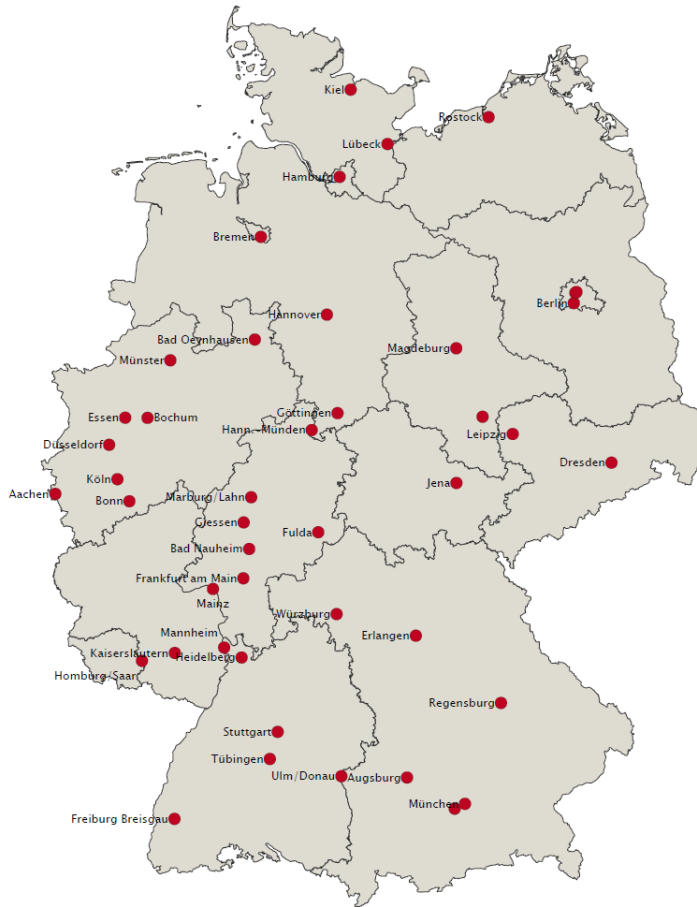 Kiel
Rostock
Lübeck
Hamburg
Bremen
Berlin
Hannover
Bad Oeynhausen
Magdeburg
Münster
Göttingen
Essen
Bochum
Hann.-Münden
Leipzig
Düsseldorf
Dresden
Köln
Jena
Aachen
Marburg/Lahn
Bonn
Giessen
Fulda
Bad Nauheim
Frankfurt am Main
Mainz
Würzburg
Mannheim
Erlangen
Kaiserslautern
Heidelberg
Homburg/Saar
Regensburg
Stuttgart
Tübingen
Ulm/Donau
Augsburg
München
Freiburg Breisgau